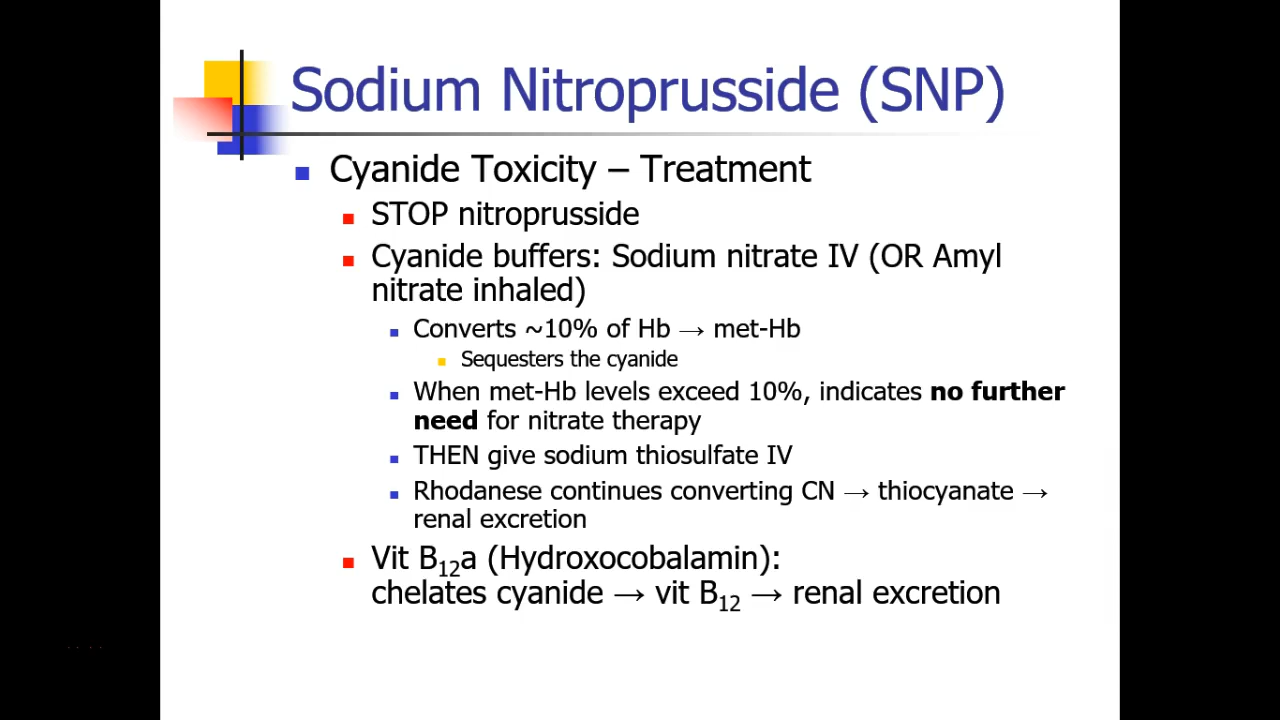 Sodium Nitroprusside (SNP)
Cyanide Toxicity – Treatment
STOP nitroprusside
Cyanide buffers: Sodium nitrate IV (OR Amyl
nitrate inhaled)
Converts ~10% of Hb → met-Hb
Sequesters the cyanide
When met-Hb levels exceed 10%, indicates no further
need for nitrate therapy
THEN give sodium thiosulfate IV
Rhodanese continues converting CN → thiocyanate →
renal excretion
Vit B₁₂a (Hydroxocobalamin):
chelates cyanide → vit B₁₂ → renal excretion